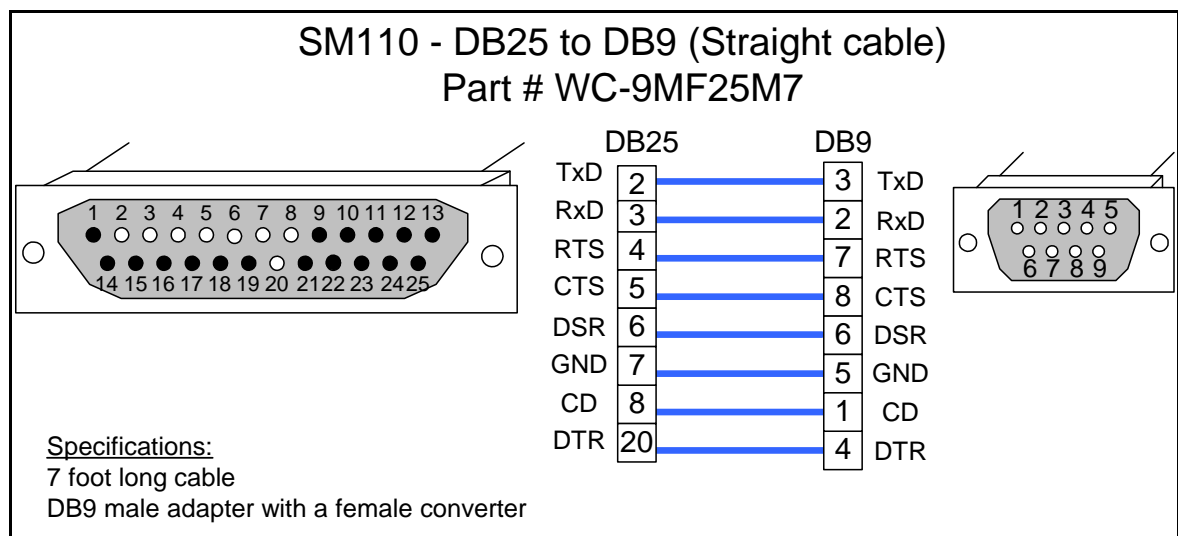 SM110 - DB25 to DB9 (Straight cable)
Part # WC-9MF25M7
DB25 DB9
TxD 2 3 TxD
RxD 3 2 RxD
RTS 4 7 RTS
CTS 5 8 CTS
DSR 6 6 DSR
GND 7 5 GND
CD 8 1 CD
DTR 20 4 DTR
1 2 3 4 5 6 7 8 9 10 11 12 13
14 15 16 17 18 19 20 21 22 23 24 25
1 2 3 4 5
6 7 8 9
Specifications:
7 foot long cable
DB9 male adapter with a female converter